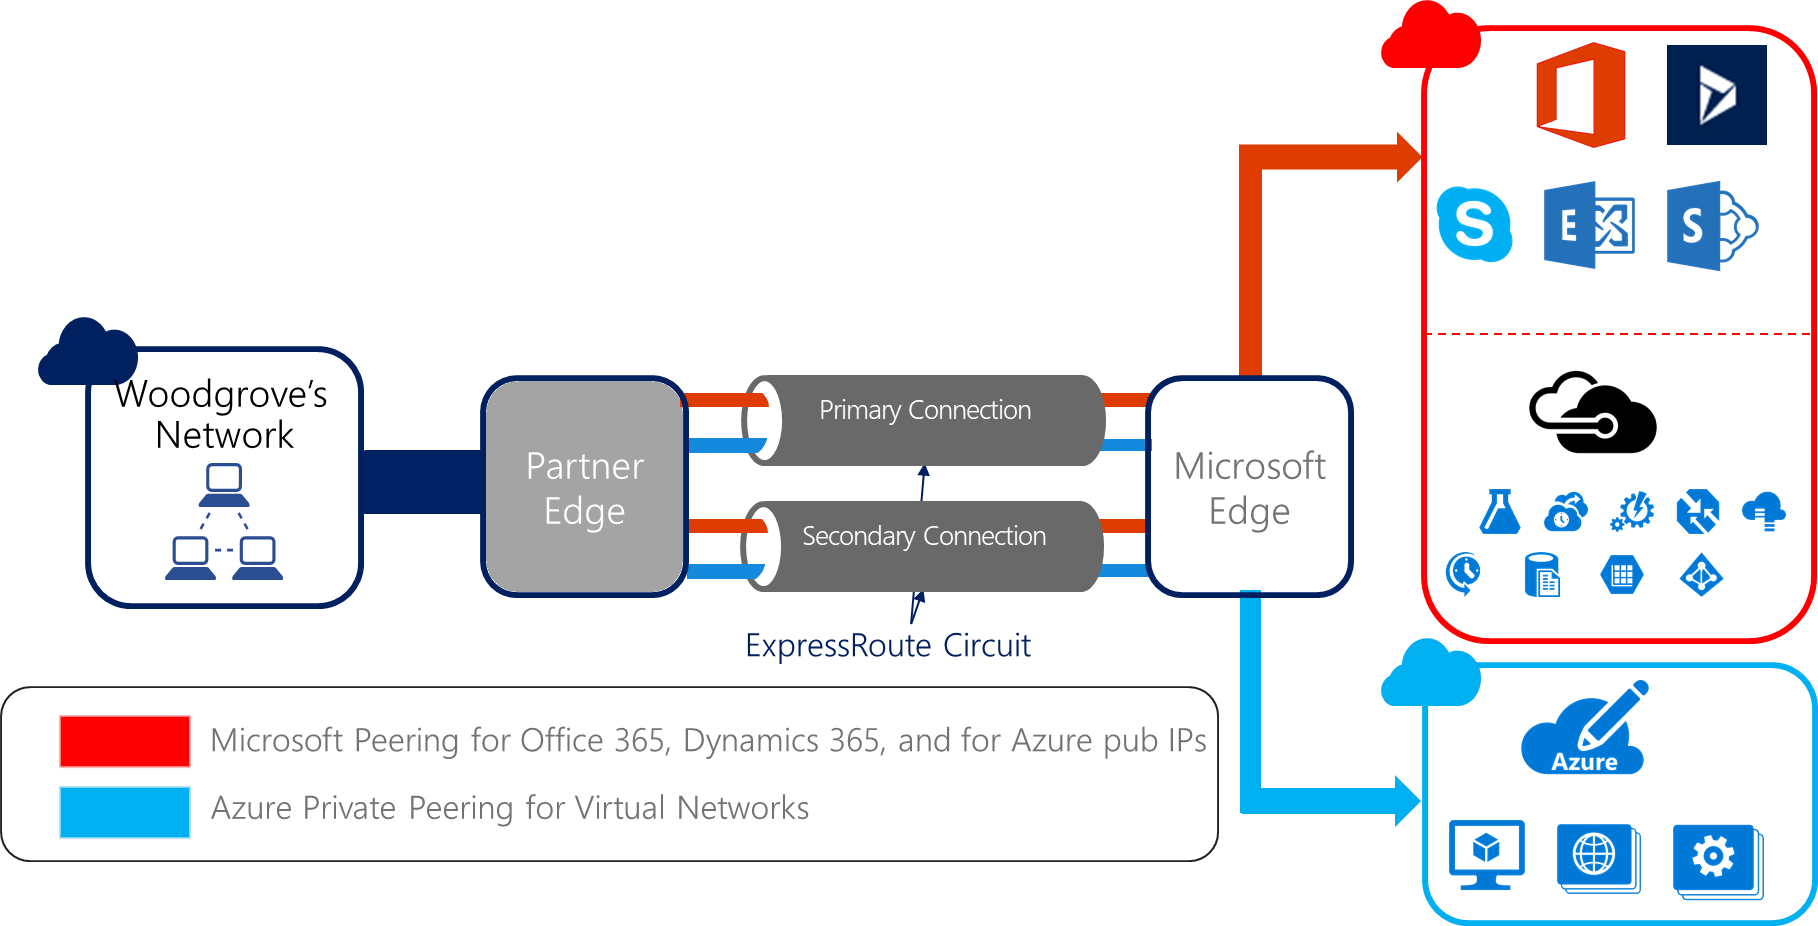 Woodgrove’s
Network
Partner
Edge
Primary Connection
Secondary Connection
ExpressRoute Circuit
Microsoft
Edge
S
E
S
Azure
Microsoft Peering for Office 365, Dynamics 365, and for Azure pub IPs
Azure Private Peering for Virtual Networks